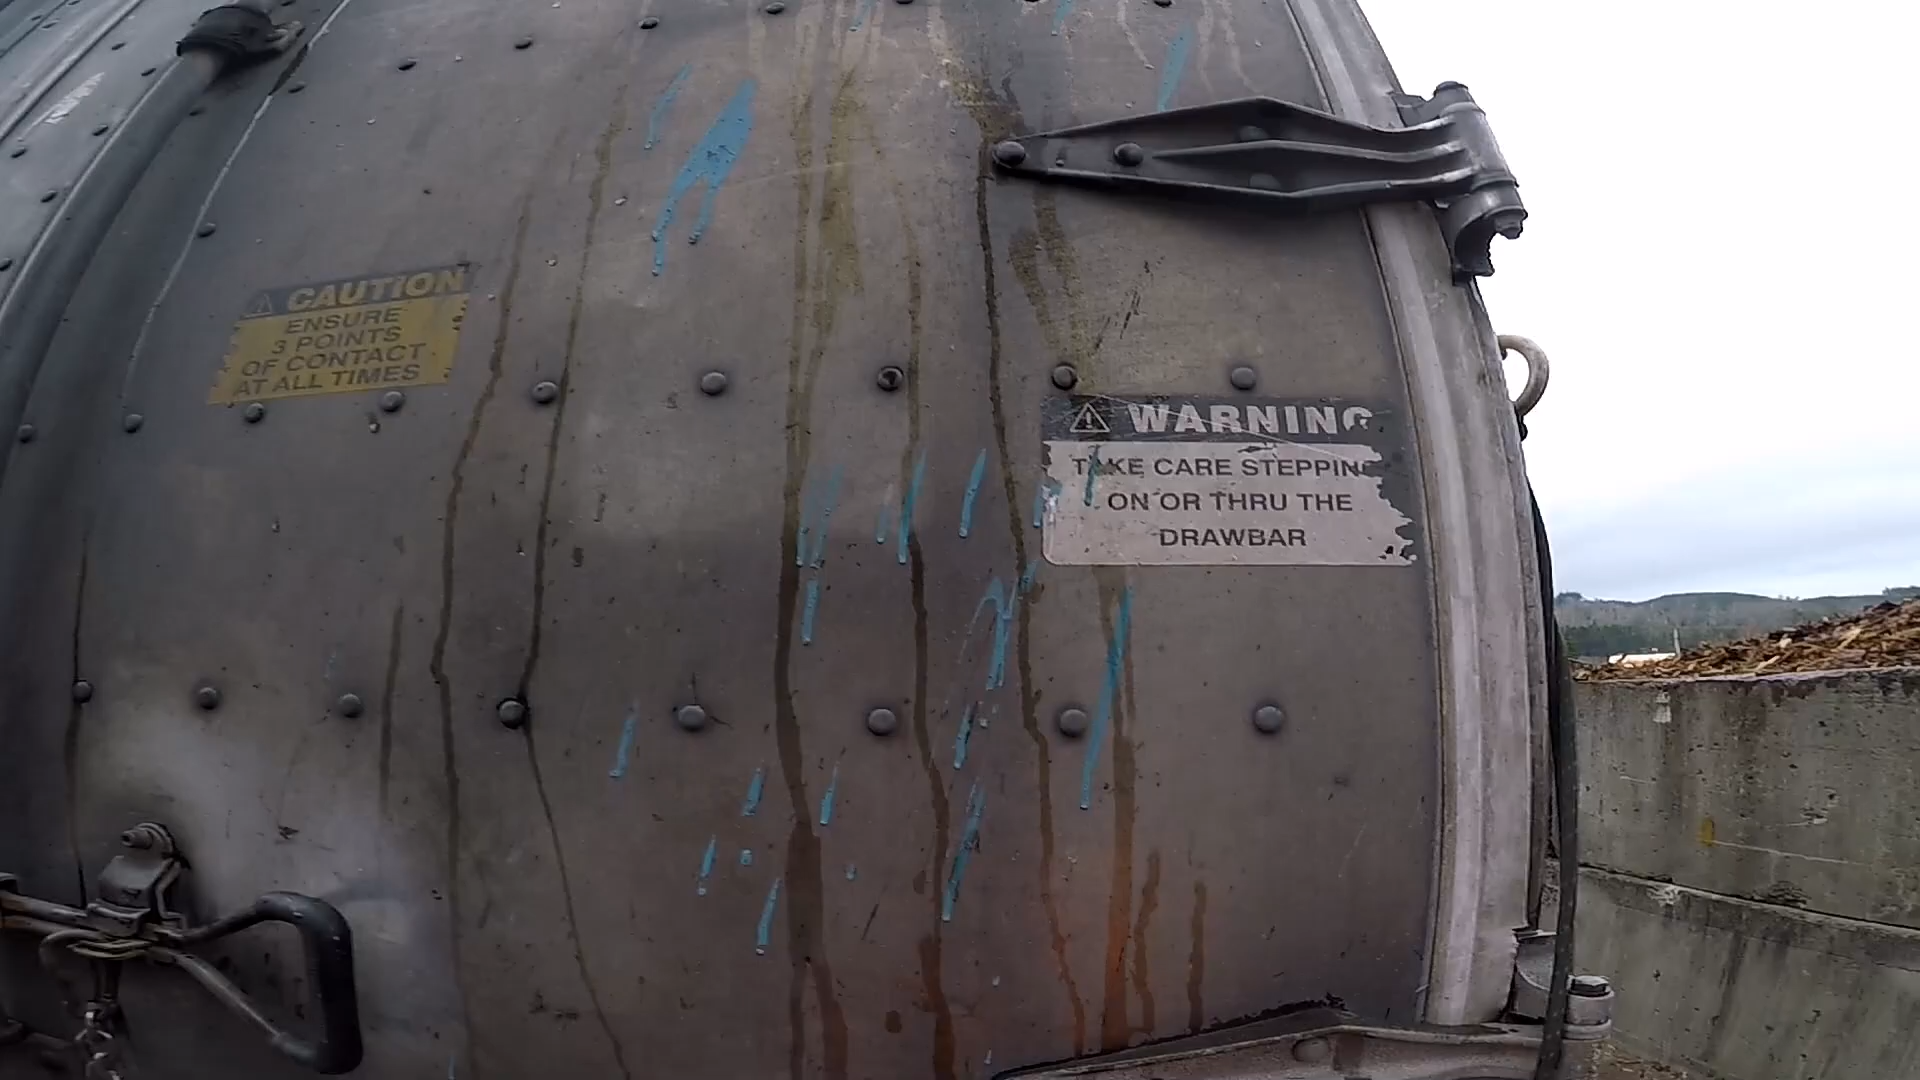 CAUTION
ENSURE
3 POINTS
OF CONTACT
AT ALL TIMES
WARNING
TAKE CARE STEPPING
ON OR THRU THE
DRAWBAR